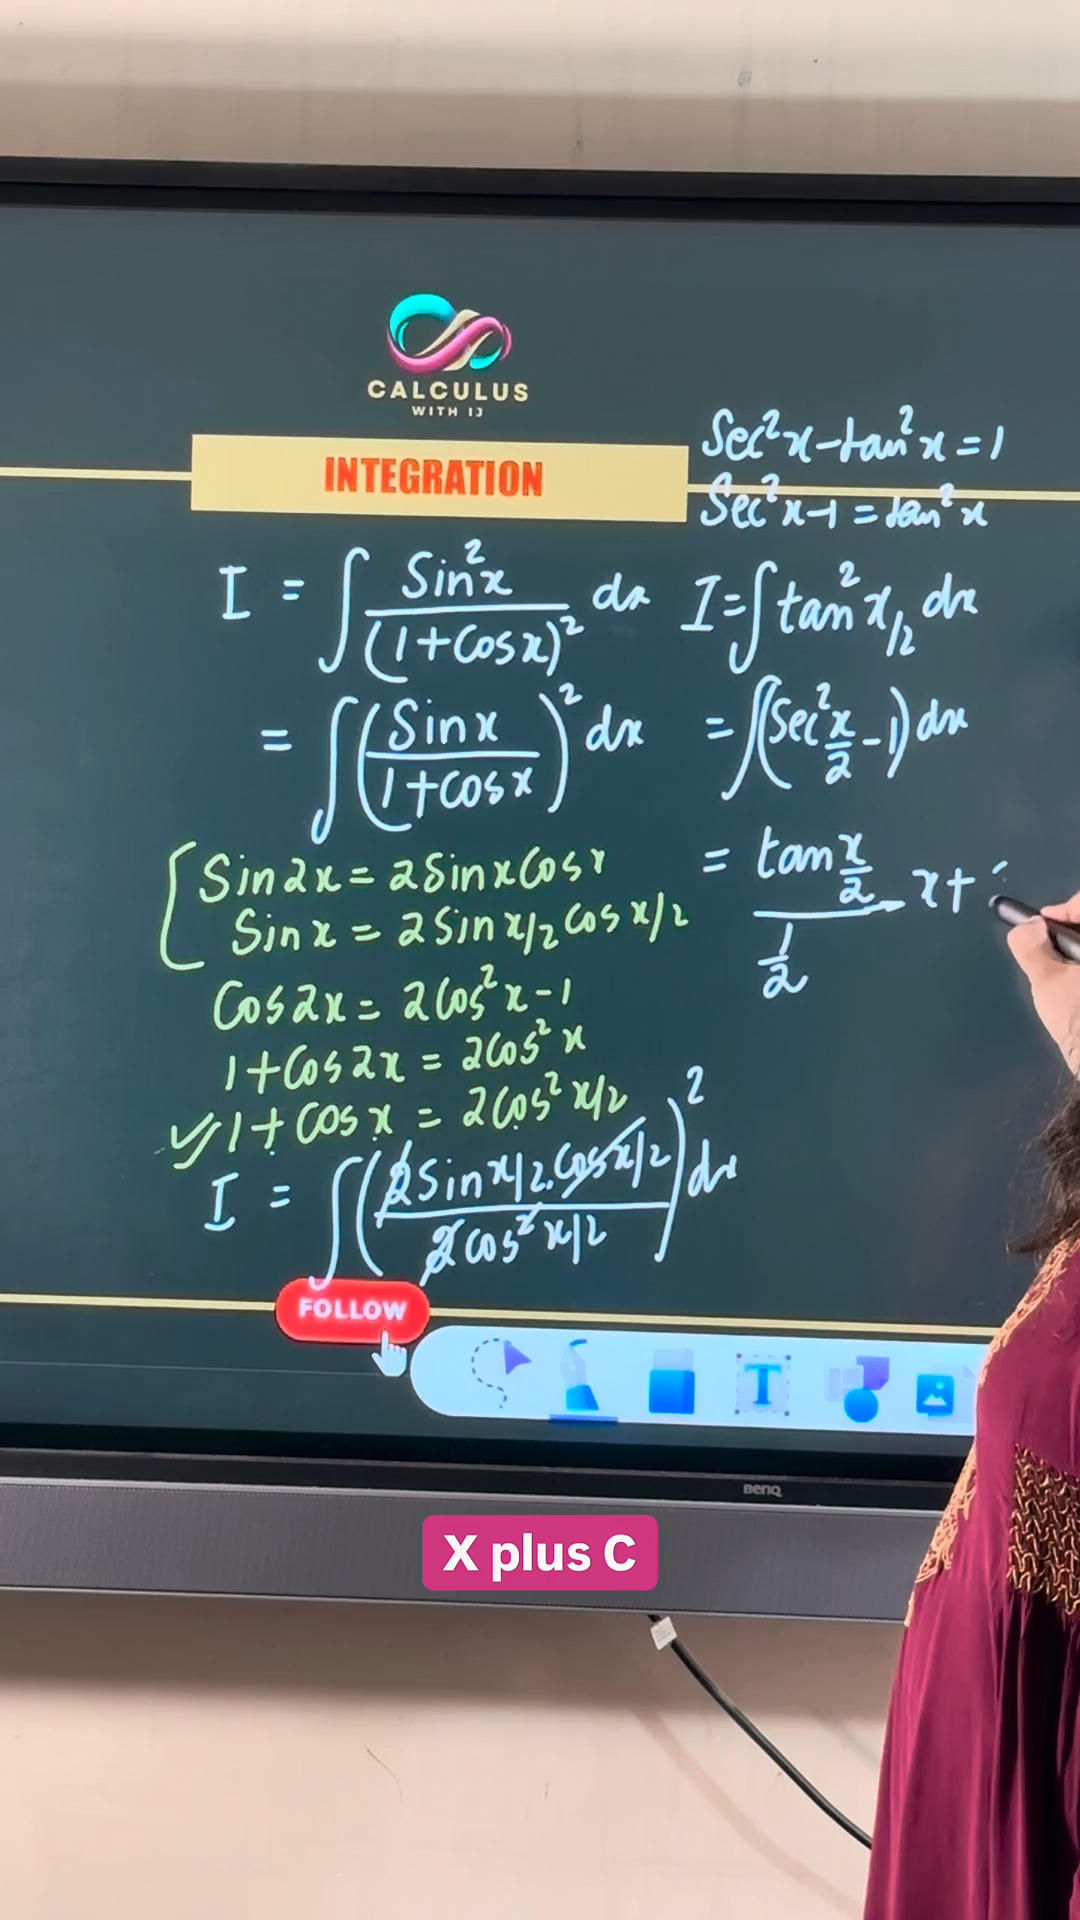 CALCULUS
WITH IJ
INTEGRATION
Sec²x-tan²x=1
Sec²x-1=tan²x
I = ∫ Sin²x/(1+Cosx)² dx
= ∫(Sinx/(1+cosx))² dx
Sin2x = 2SinxCosx
Sinx = 2Sinx/2 Cosx/2
Cos2x = 2Cos²x-1
1+Cos2x = 2Cos²x
✓ 1+Cosx = 2Cos²x/2
I = ∫(2Sinx/2.Cosx/2 / 2Cos²x/2)² dx
I=∫tan²x/2 dx
= ∫(Sec²x/2-1)dx
= tanx/2 / 1/2 - x+
FOLLOW
T
BenQ
X plus C